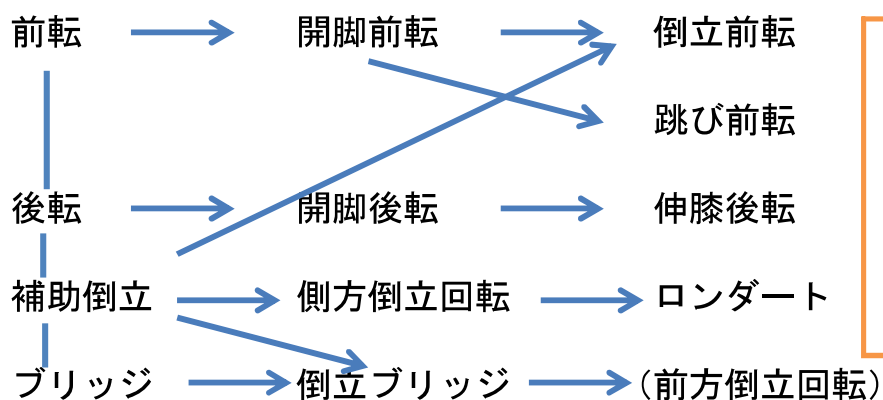 前転 開脚前転 倒立前転
跳び前転
後転 開脚後転 伸膝後転
補助倒立 側方倒立回転 ロンダート
ブリッジ 倒立ブリッジ (前方倒立回転)